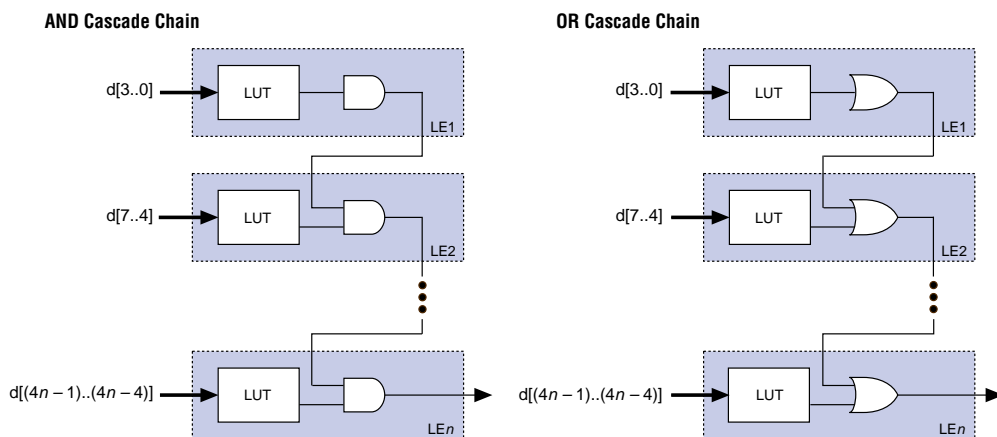 AND Cascade Chain
d[3..0]
LUT
LE1
d[7..4]
LUT
LE2
d[(4n – 1)..(4n – 4)]
LUT
LEn
OR Cascade Chain
d[3..0]
LUT
LE1
d[7..4]
LUT
LE2
d[(4n – 1)..(4n – 4)]
LUT
LEn